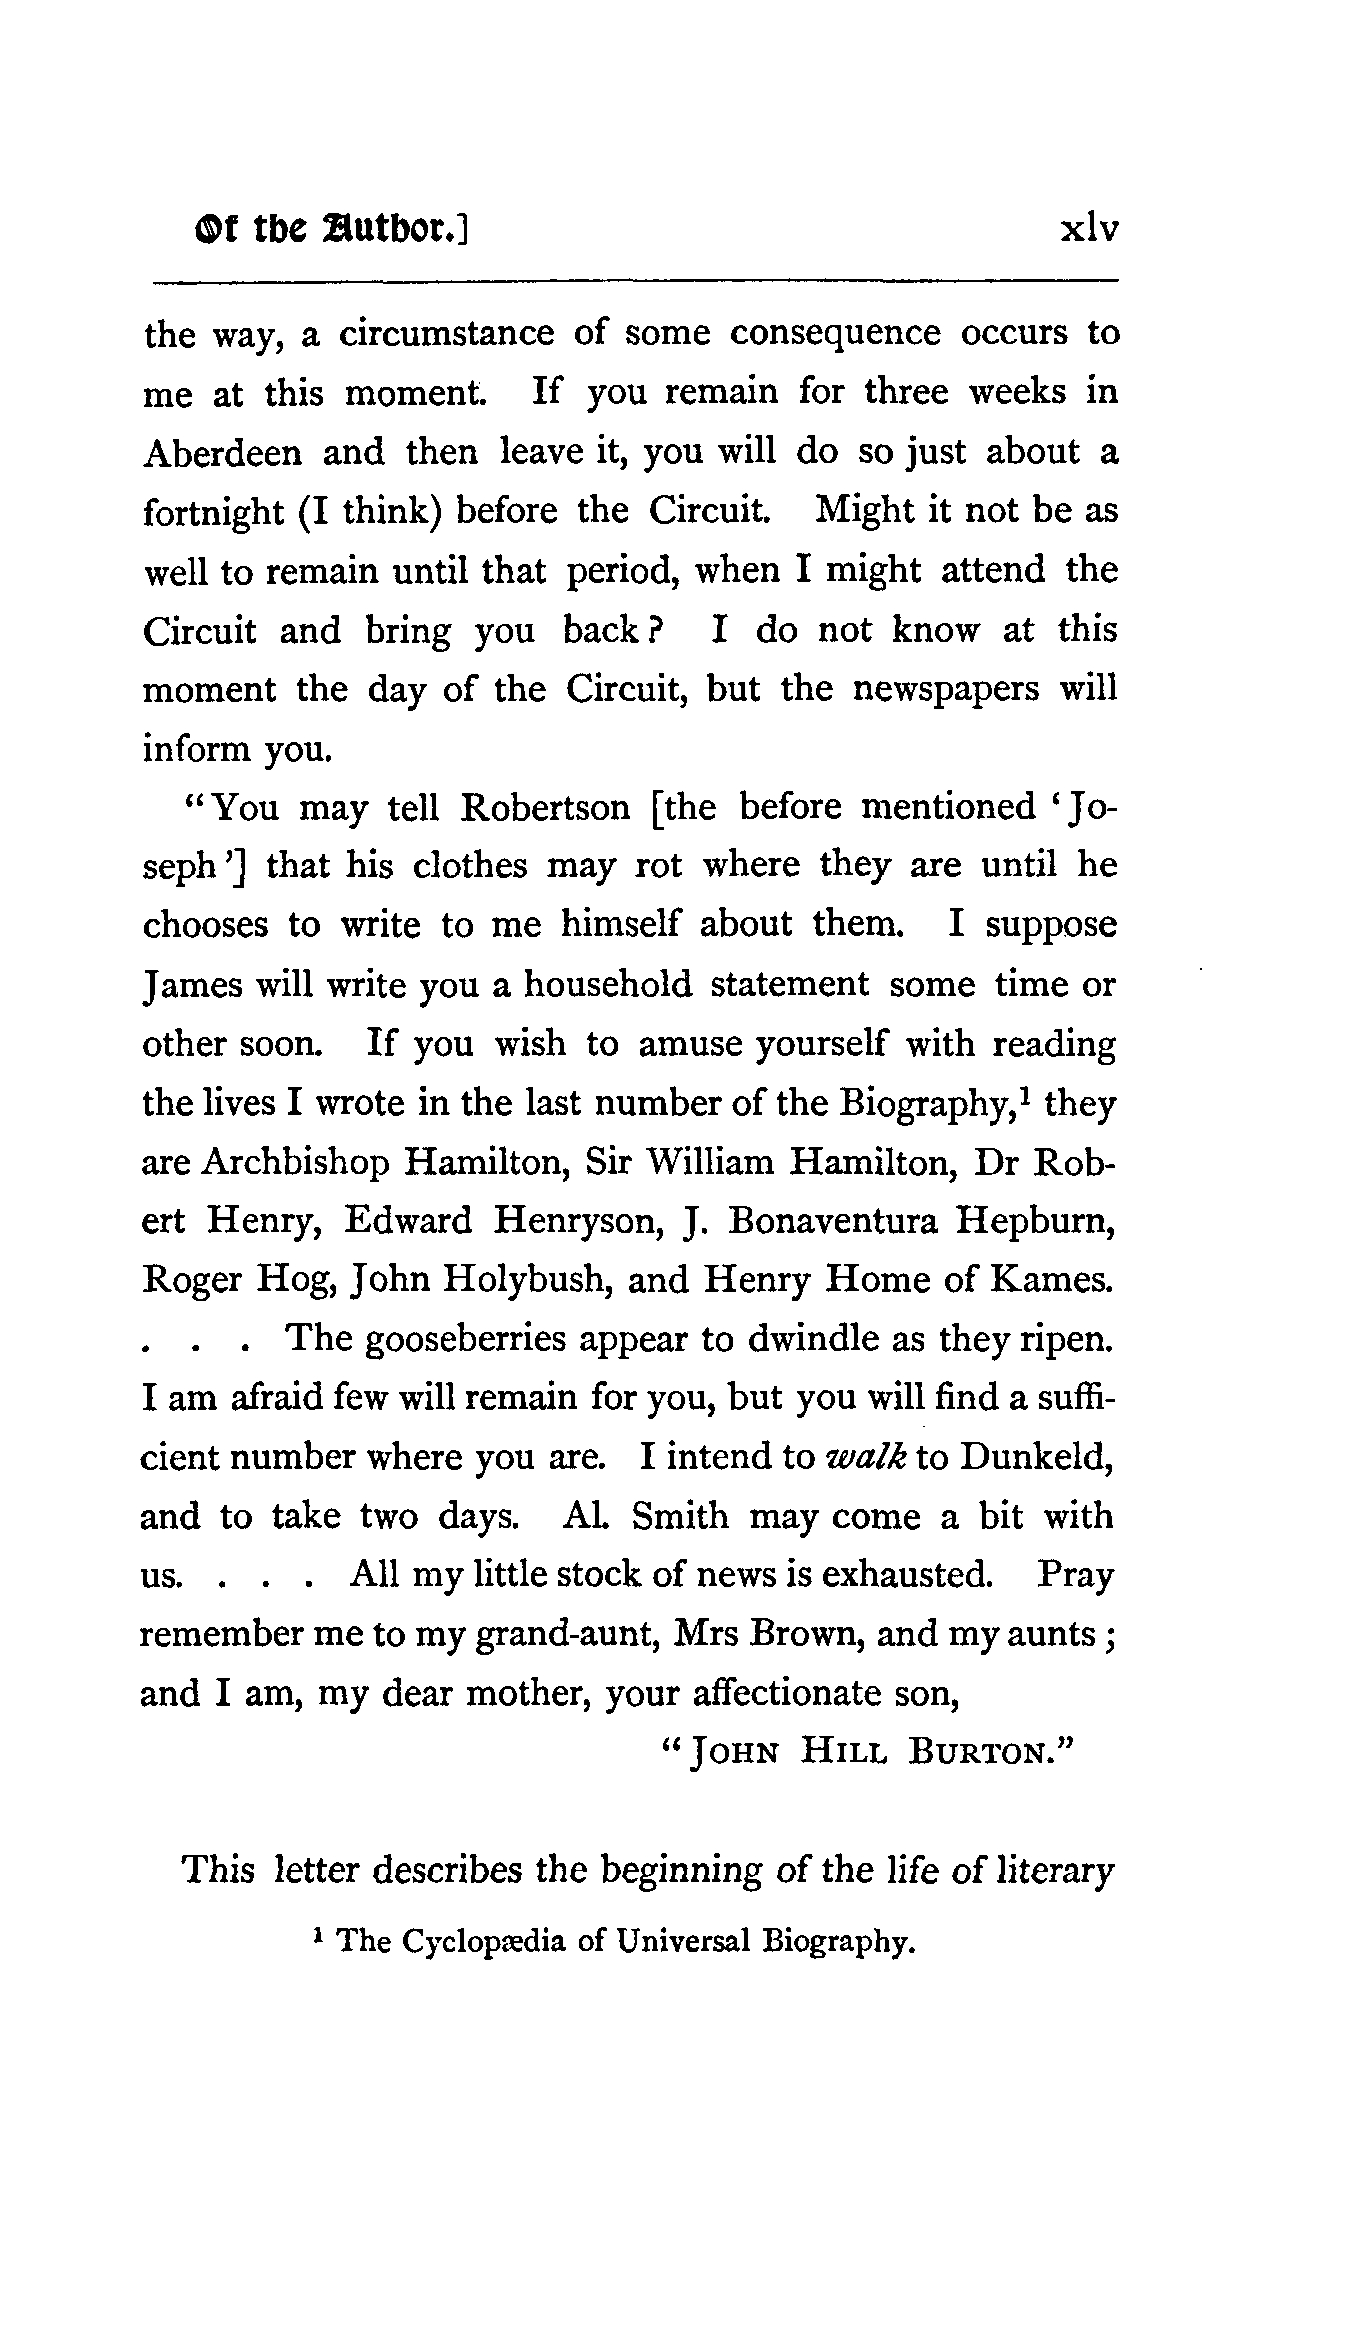 Of the Author.] xlv
the way, a circumstance of some consequence occurs to
me at this moment. If you remain for three weeks in
Aberdeen and then leave it, you will do so just about a
fortnight (I think) before the Circuit. Might it not be as
well to remain until that period, when I might attend the
Circuit and bring you back? I do not know at this
moment the day of the Circuit, but the newspapers will
inform you.
“You may tell Robertson [the before mentioned ‘Jo-
seph’] that his clothes may rot where they are until he
chooses to write to me himself about them. I suppose
James will write you a household statement some time or
other soon. If you wish to amuse yourself with reading
the lives I wrote in the last number of the Biography,¹ they
are Archbishop Hamilton, Sir William Hamilton, Dr Rob-
ert Henry, Edward Henryson, J. Bonaventura Hepburn,
Roger Hog, John Holybush, and Henry Home of Kames.
. . . The gooseberries appear to dwindle as they ripen.
I am afraid few will remain for you, but you will find a suffi-
cient number where you are. I intend to walk to Dunkeld,
and to take two days. Al. Smith may come a bit with
us. . . . All my little stock of news is exhausted. Pray
remember me to my grand-aunt, Mrs Brown, and my aunts;
and I am, my dear mother, your affectionate son,
“JOHN HILL BURTON.”
This letter describes the beginning of the life of literary
¹ The Cyclopædia of Universal Biography.